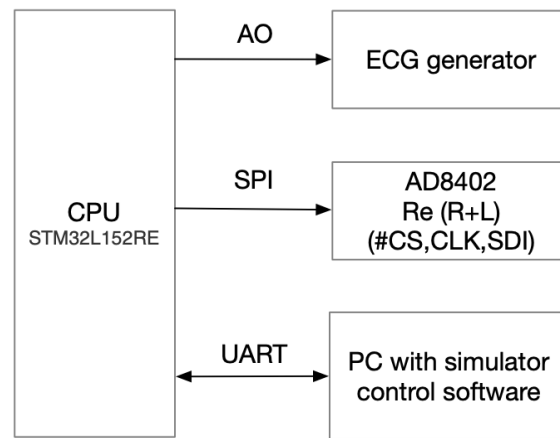 AO
ECG generator
SPI
CPU
STM32L152RE
AD8402
Re (R+L)
(#CS,CLK,SDI)
UART
PC with simulator
control software